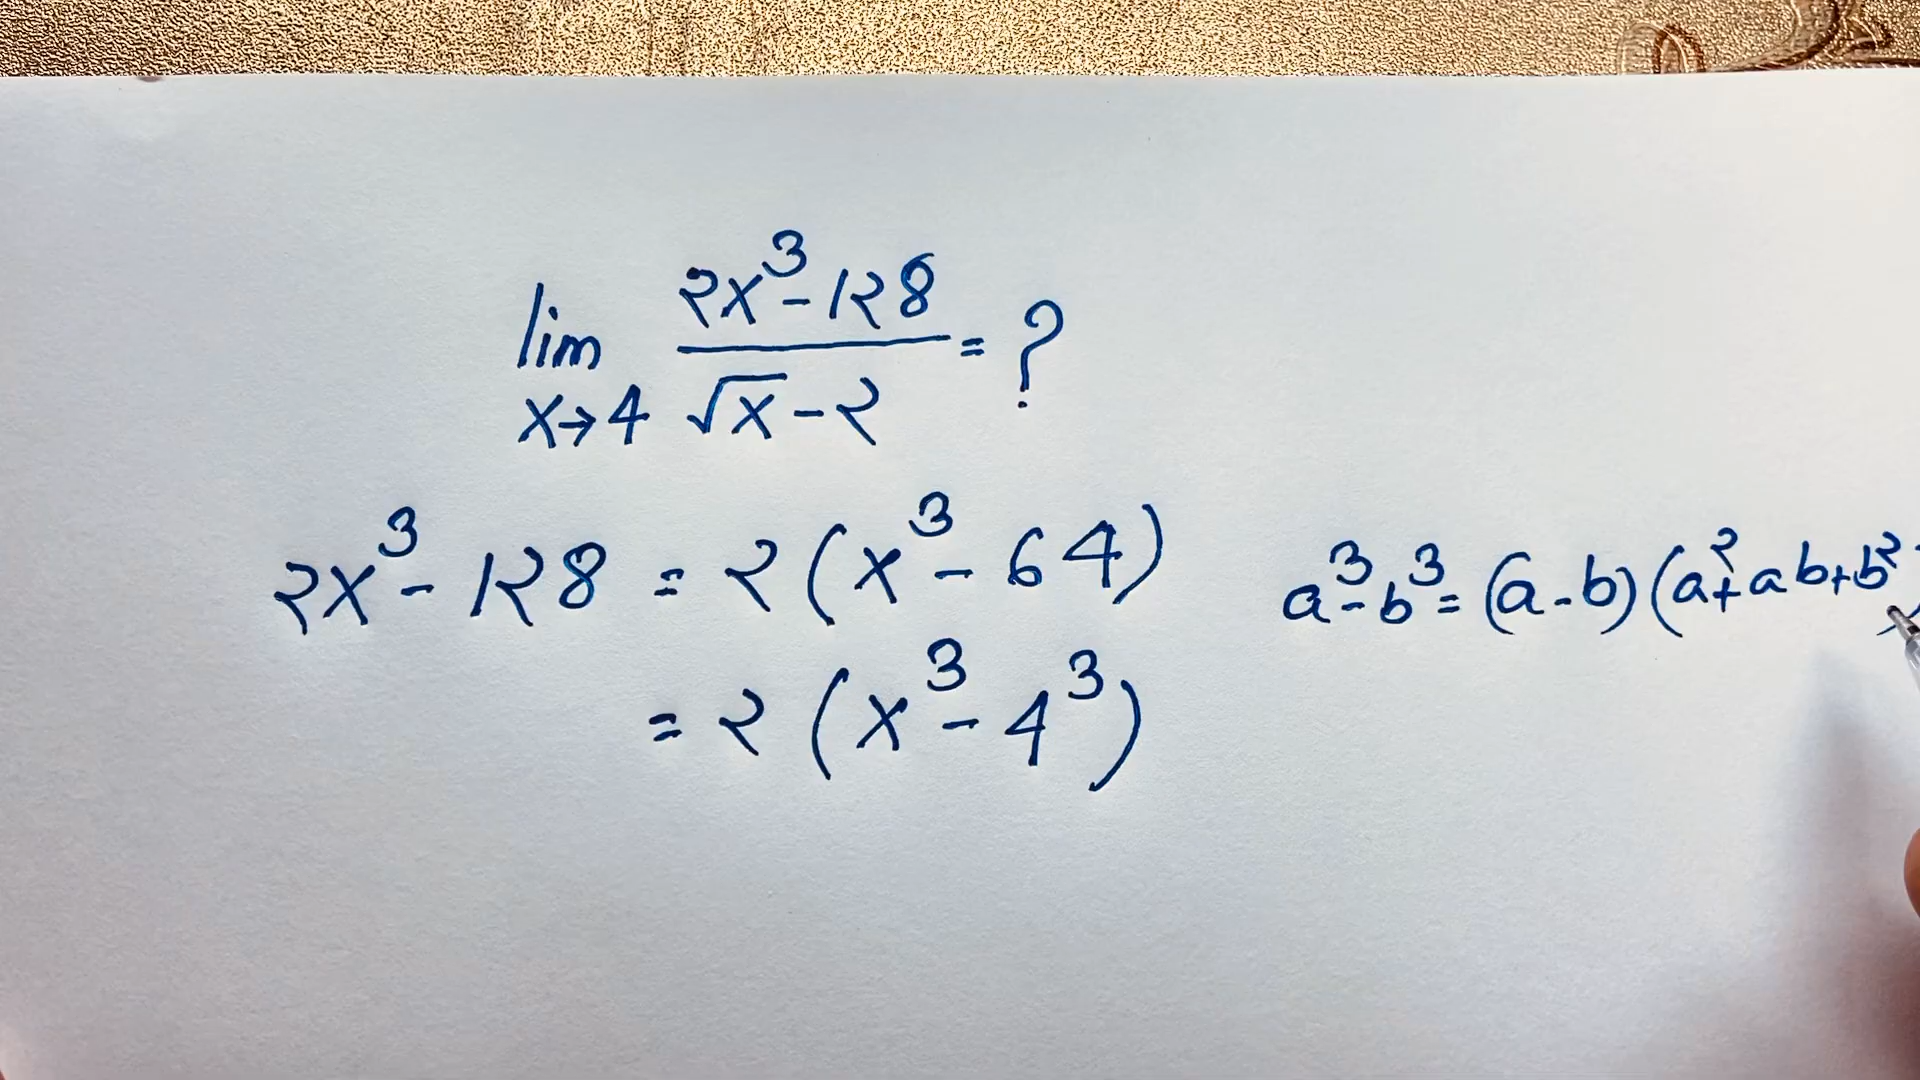 lim x→4 (2x³ - 128)/(√x - 2) = ?
2x³ - 128 = 2(x³ - 64)
= 2(x³ - 4³)
a³ - b³ = (a - b)(a² + ab + b²)